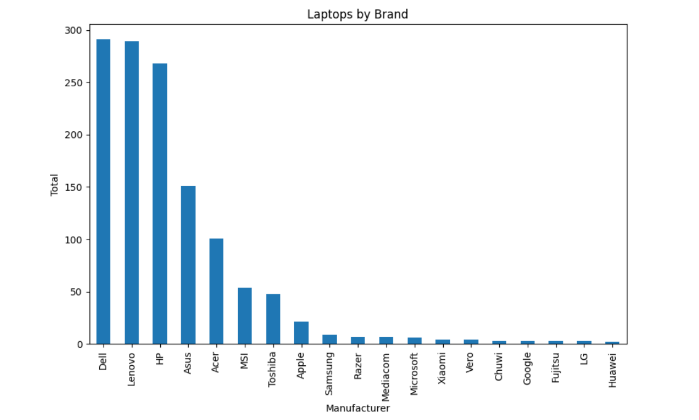 Laptops by Brand
300
250
200
150
100
50
0
Total
Dell
Lenovo
HP
Asus
Acer
MSI
Toshiba
Apple
Samsung
Razer
Mediacom
Microsoft
Xiaomi
Vero
Chuwi
Google
Fujitsu
LG
Huawei
Manufacturer